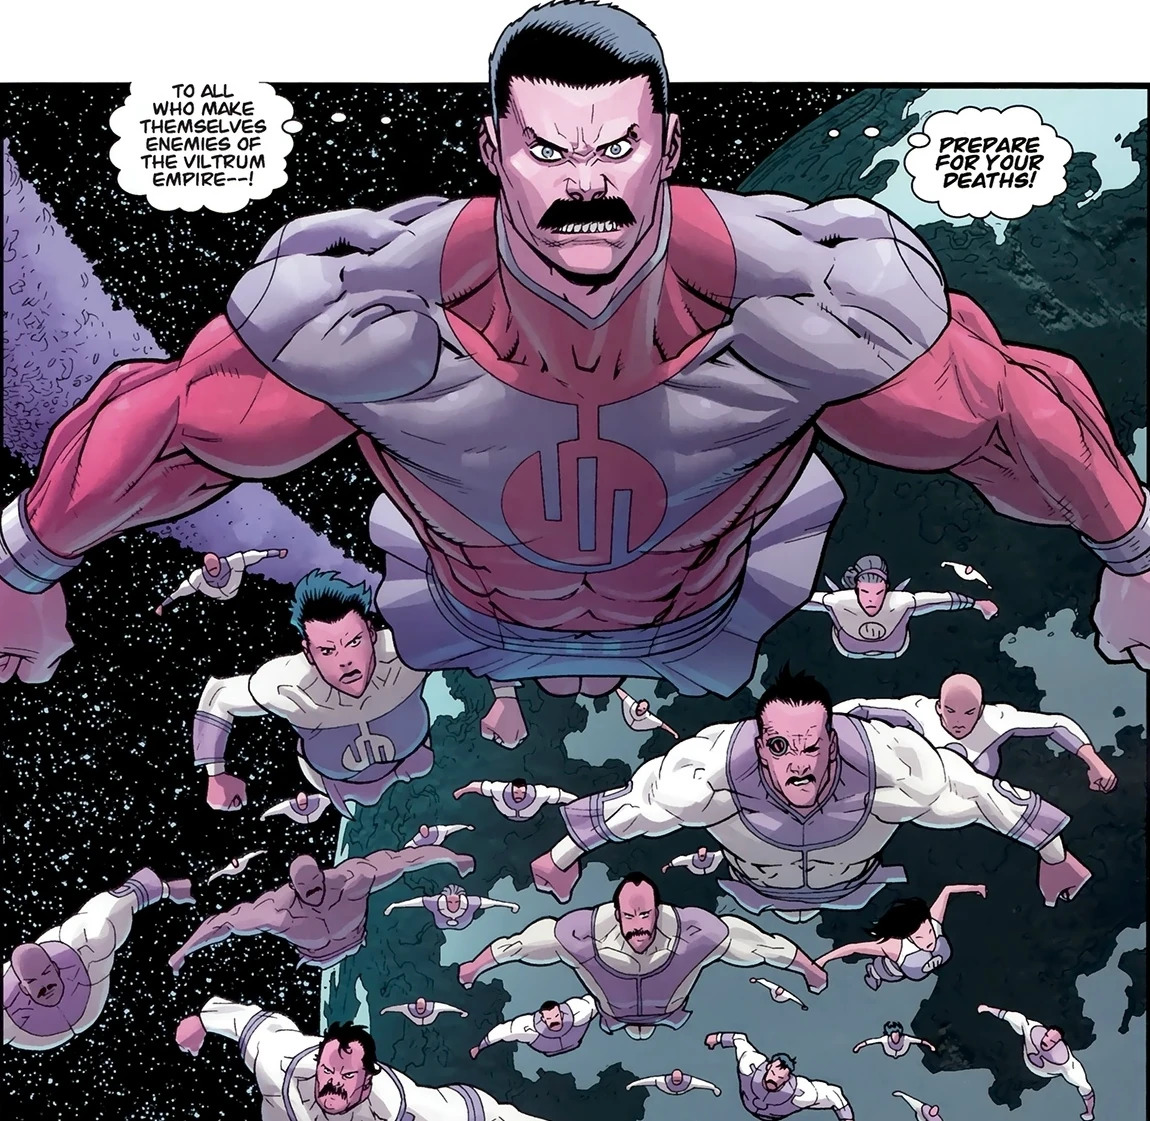 TO ALL
WHO MAKE
THEMSELVES
ENEMIES OF
THE VILTRUM
EMPIRE--!
PREPARE
FOR YOUR
DEATHS!